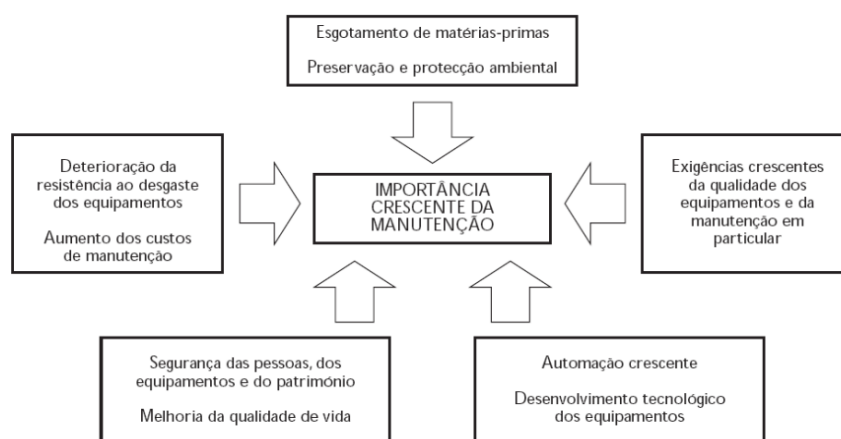 Esgotamento de matérias-primas
Preservação e protecção ambiental
Deterioração da
resistência ao desgaste
dos equipamentos
Aumento dos custos
de manutenção
IMPORTÂNCIA
CRESCENTE DA
MANUTENÇÃO
Exigências crescentes
da qualidade dos
equipamentos e da
manutenção em
particular
Segurança das pessoas, dos
equipamentos e do património
Melhoria da qualidade de vida
Automação crescente
Desenvolvimento tecnológico
dos equipamentos